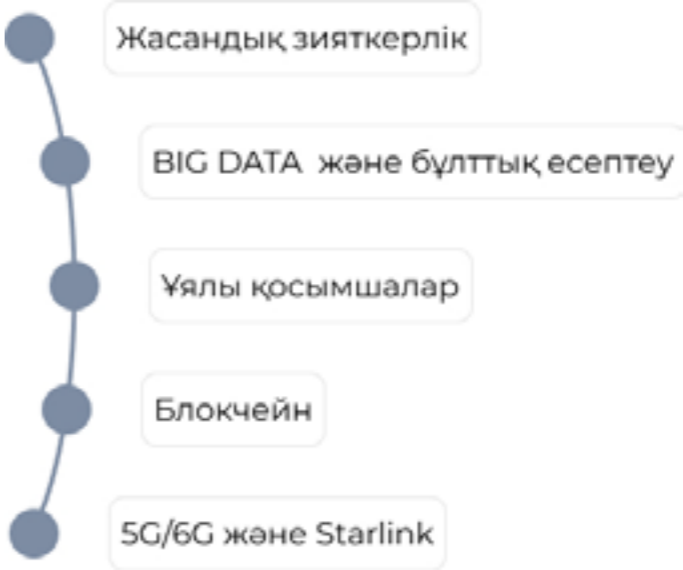 Жасандық зияткерлік
BIG DATA және бұлттық есептеу
Ұялы қосымшалар
Блокчейн
5G/6G және Starlink